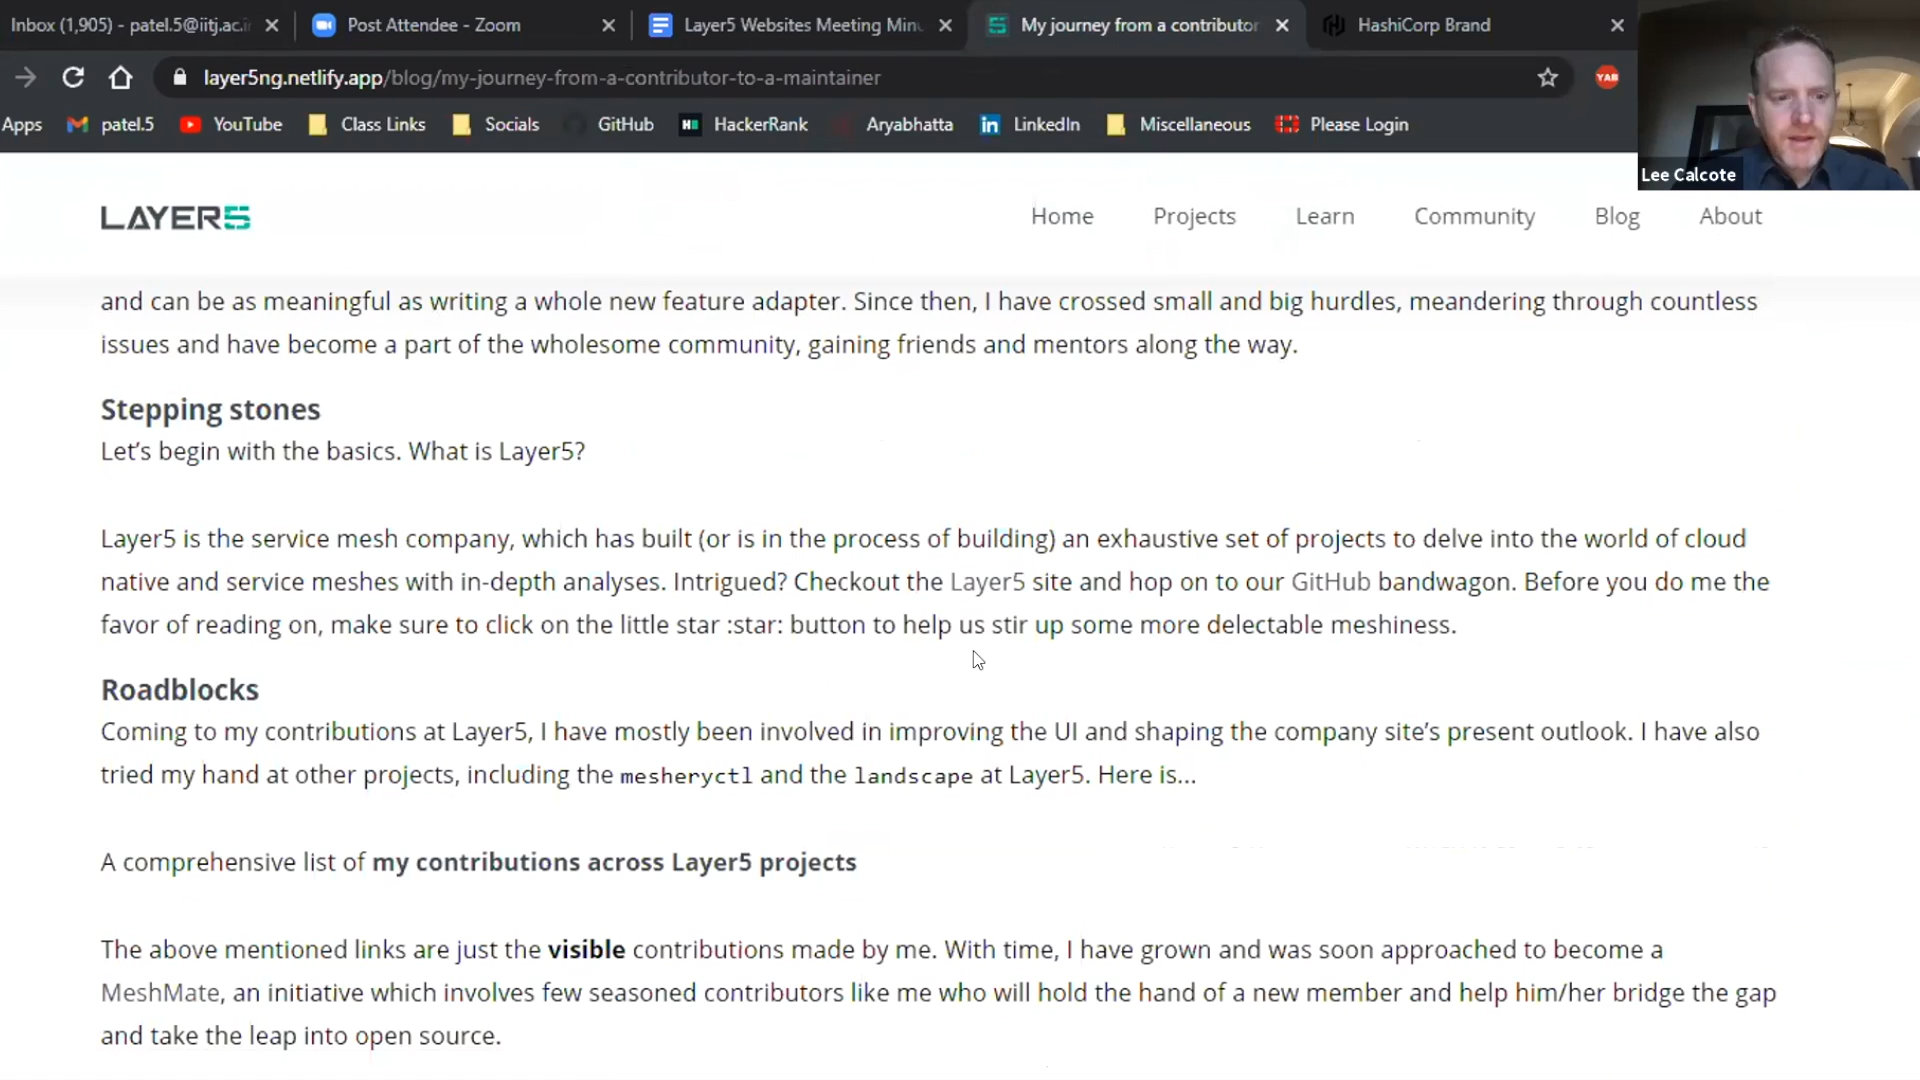 Inbox (1,905) - patel.5@iitj.ac.i
Post Attendee - Zoom
Layer5 Websites Meeting Min
My journey from a contributor
HashiCorp Brand
layer5ng.netlify.app/blog/my-journey-from-a-contributor-to-a-maintainer
YAB
Apps
patel.5
YouTube
Class Links
Socials
GitHub
HackerRank
Aryabhatta
LinkedIn
Miscellaneous
Please Login
Lee Calcote
LAYER5
Home
Projects
Learn
Community
Blog
About
and can be as meaningful as writing a whole new feature adapter. Since then, I have crossed small and big hurdles, meandering through countless
issues and have become a part of the wholesome community, gaining friends and mentors along the way.
Stepping stones
Let’s begin with the basics. What is Layer5?
Layer5 is the service mesh company, which has built (or is in the process of building) an exhaustive set of projects to delve into the world of cloud
native and service meshes with in-depth analyses. Intrigued? Checkout the Layer5 site and hop on to our GitHub bandwagon. Before you do me the
favor of reading on, make sure to click on the little star :star: button to help us stir up some more delectable meshiness.
Roadblocks
Coming to my contributions at Layer5, I have mostly been involved in improving the UI and shaping the company site’s present outlook. I have also
tried my hand at other projects, including the mesheryctl and the landscape at Layer5. Here is...
A comprehensive list of my contributions across Layer5 projects
The above mentioned links are just the visible contributions made by me. With time, I have grown and was soon approached to become a
MeshMate, an initiative which involves few seasoned contributors like me who will hold the hand of a new member and help him/her bridge the gap
and take the leap into open source.